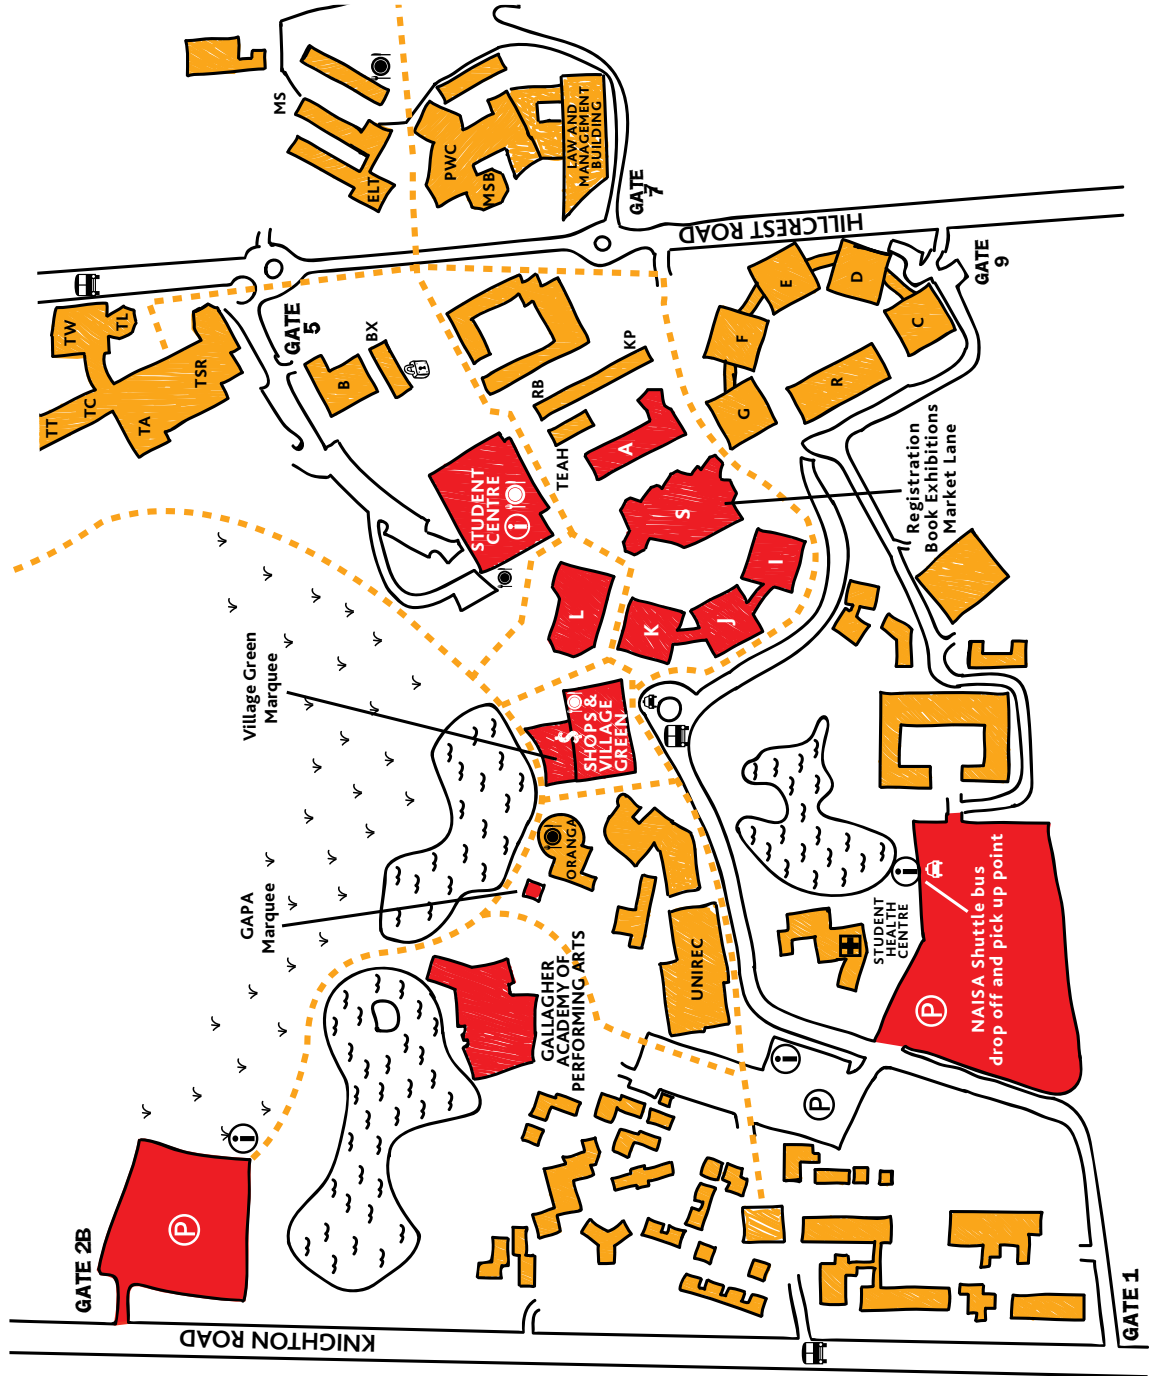 MS
ELT
PWC
MSB
LAW AND
MANAGEMENT
BUILDING
GATE
7
HILLCREST ROAD
GATE
9
TW
TL
TT
TC
TA
TSR
GATE
5
B
BX
RB
KP
TEAH
A
E
D
C
F
G
R
STUDENT
CENTRE
i
S
Registration
Book Exhibitions
Market Lane
L
K
J
I
Village Green
Marquee
$
SHOPS &
VILLAGE
GREEN
ORANGA
GAPA
Marquee
GALLAGHER
ACADEMY OF
PERFORMING ARTS
UNIREC
STUDENT
HEALTH
CENTRE
i
NAISA Shuttle bus
drop off and pick up point
P
i
P
i
P
GATE 2B
KNIGHTON ROAD
GATE 1